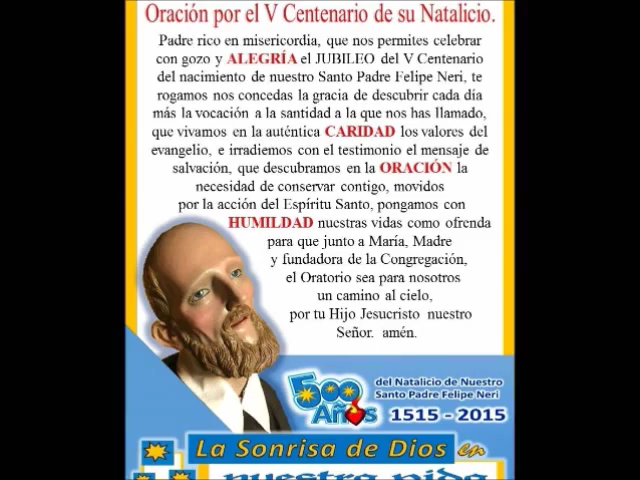 Oración por el V Centenario de su Natalicio.
Padre rico en misericordia, que nos permites celebrar
con gozo y ALEGRÍA el JUBILEO del V Centenario
del nacimiento de nuestro Santo Padre Felipe Neri, te
rogamos nos concedas la gracia de descubrir cada día
más la vocación a la santidad a la que nos has llamado,
que vivamos en la auténtica CARIDAD los valores del
evangelio, e irradiemos con el testimonio el mensaje de
salvación, que descubramos en la ORACIÓN la
necesidad de conservar contigo, movidos
por la acción del Espíritu Santo, pongamos con
HUMILDAD nuestras vidas como ofrenda
para que junto a María, Madre
y fundadora de la Congregación,
el Oratorio sea para nosotros
un camino al cielo,
por tu Hijo Jesucristo nuestro
Señor. amén.
500
Años
del Natalicio de Nuestro
Santo Padre Felipe Neri
1515 - 2015
La Sonrisa de Dios en
nuestra vida